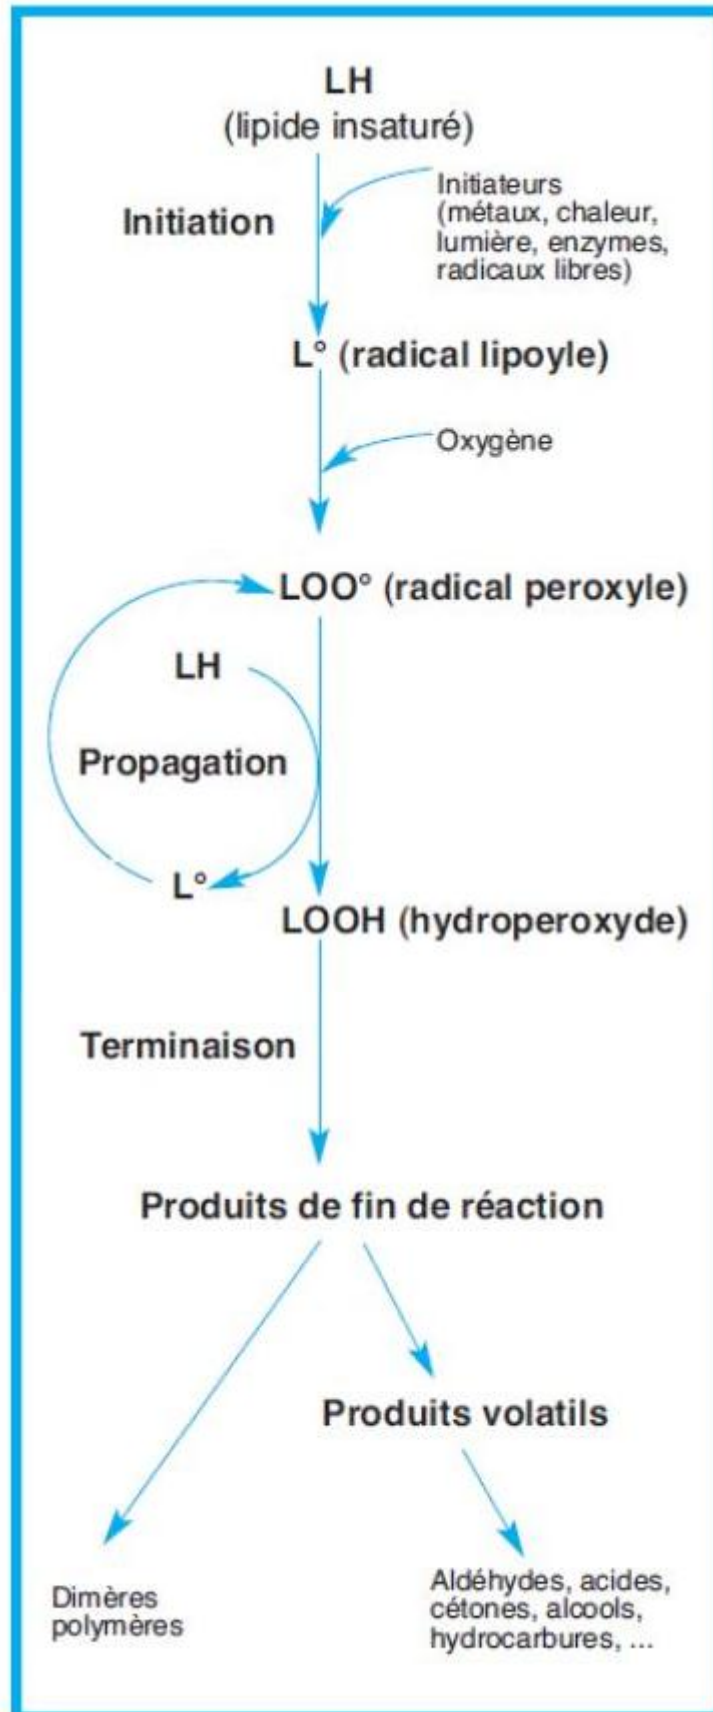 LH
(lipide insaturé)
Initiation
Initiateurs
(métaux, chaleur,
lumière, enzymes,
radicaux libres)
L° (radical lipoyle)
Oxygène
LOO° (radical peroxyle)
LH
Propagation
L°
LOOH (hydroperoxyde)
Terminaison
Produits de fin de réaction
Produits volatils
Dimères
polymères
Aldéhydes, acides,
cétones, alcools,
hydrocarbures, ...